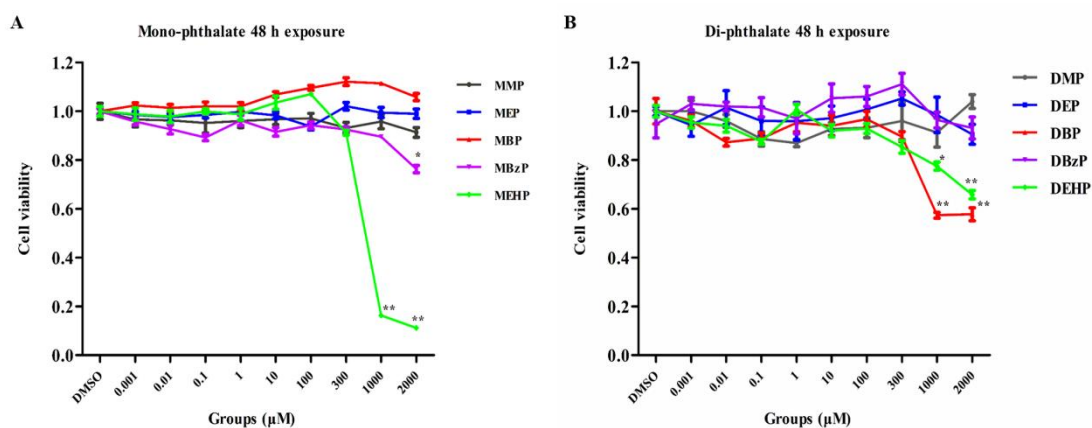 A
Mono-phthalate 48 h exposure
Cell viability
1.2
1.0
0.8
0.6
0.4
0.2
0.0
DMSO
0.001
0.01
0.1
1
10
100
300
1000
2000
Groups (µM)
MMP
MEP
MBP
MBzP
MEHP
*
**
**
B
Di-phthalate 48 h exposure
Cell viability
1.2
1.0
0.8
0.6
0.4
0.2
0.0
DMSO
0.001
0.01
0.1
1
10
100
300
1000
2000
Groups (µM)
DMP
DEP
DBP
DBzP
DEHP
*
**
**
**